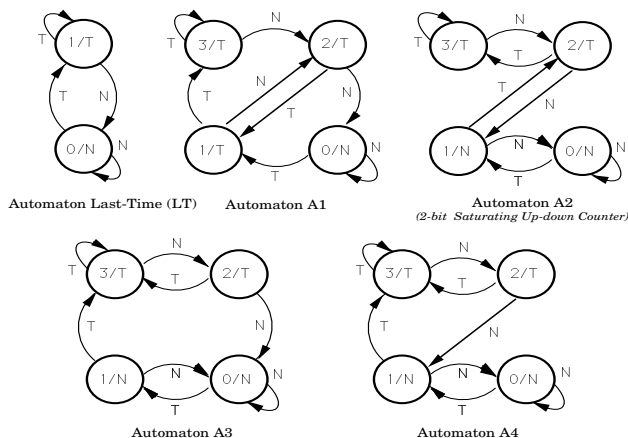 N
N
1/T
3/T
2/T
3/T
2/T
T
T
T
T
N
T
N
T
T
N
N
T
T
N
0/N
N
1/T
0/N
N
1/N
N
0/N
N
T
T
Automaton Last-Time (LT)
Automaton A1
Automaton A2
(2-bit Saturating Up-down Counter)
N
N
3/T
2/T
3/T
2/T
T
T
T
T
T
N
T
N
1/N
N
0/N
N
1/N
N
0/N
N
T
T
Automaton A3
Automaton A4